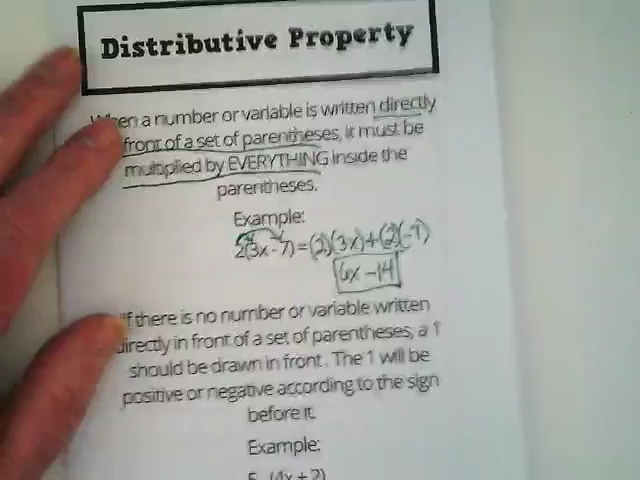 Distributive Property
When a number or variable is written directly
front of a set of parentheses, it must be
multiplied by EVERYTHING inside the
parentheses.
Example:
2(3x-7)=(2)(3x)+(2)(-7)
6x-14
*If there is no number or variable written
directly in front of a set of parentheses, a 1
should be drawn in front. The 1 will be
positive or negative according to the sign
before it.
Example:
5-(4x+2)